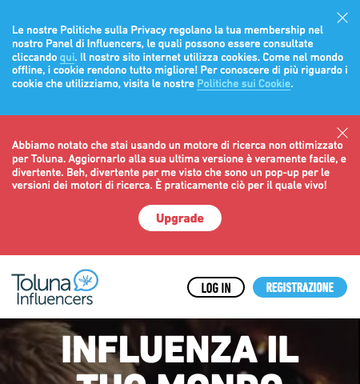 Le nostre Politiche sulla Privacy regolano la tua membership nel
nostro Panel di Influencers, le quali possono essere consultate
cliccando qui. Il nostro sito internet utilizza cookies. Come nel mondo
offline, i cookie rendono tutto migliore! Per conoscere di più riguardo i
cookie che utilizziamo, visita le nostre Politiche sui Cookie.
Abbiamo notato che stai usando un motore di ricerca non ottimizzato
per Toluna. Aggiornarlo alla sua ultima versione è veramente facile, e
divertente. Beh, divertente per me visto che sono un pop-up per le
versioni dei motori di ricerca. È praticamente ciò per il quale vivo!
Upgrade
Toluna
Influencers
LOG IN
REGISTRAZIONE
INFLUENZA IL
TUO MONDO